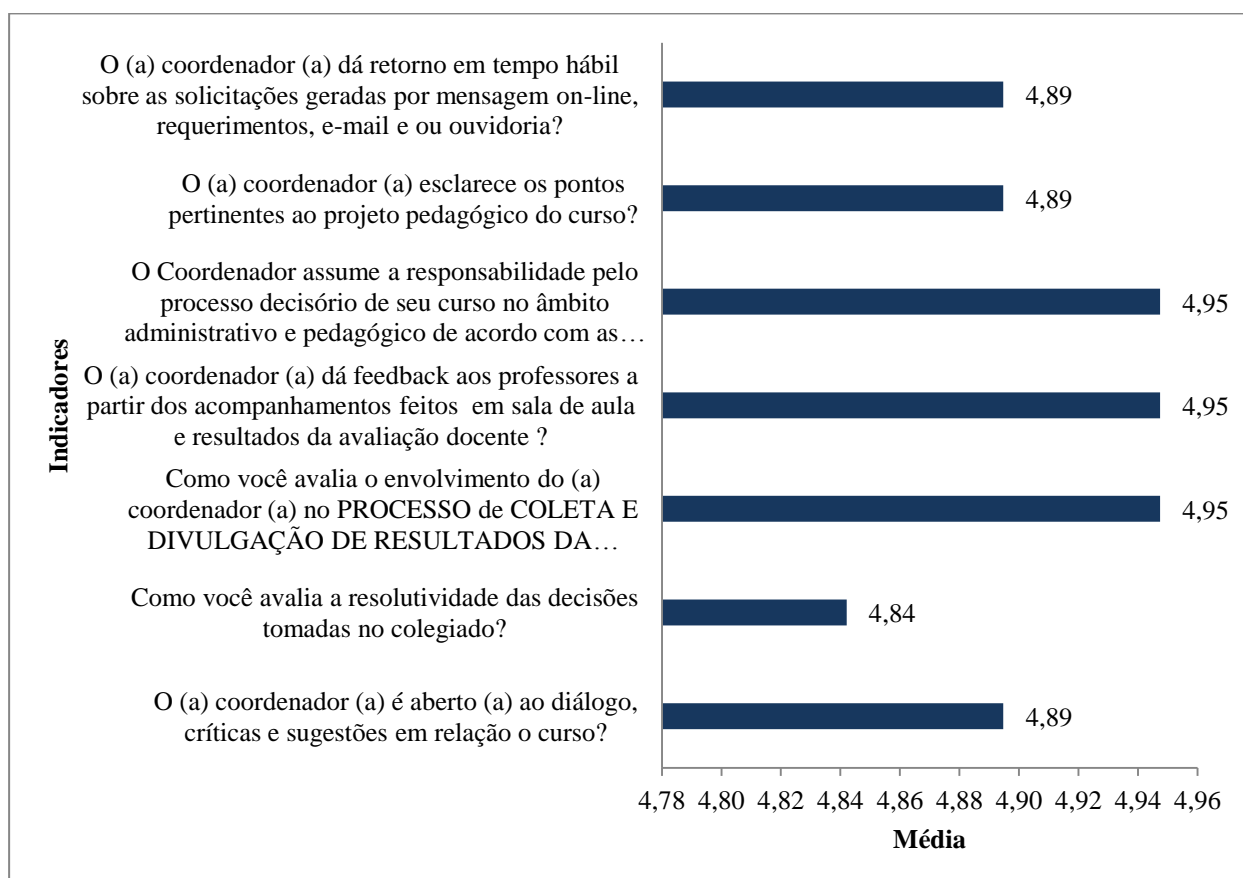 O (a) coordenador (a) dá retorno em tempo hábil
sobre as solicitações geradas por mensagem on-line,
requerimentos, e-mail e ou ouvidoria?
4,89
O (a) coordenador (a) esclarece os pontos
pertinentes ao projeto pedagógico do curso?
4,89
O Coordenador assume a responsabilidade pelo
processo decisório de seu curso no âmbito
administrativo e pedagógico de acordo com as…
4,95
O (a) coordenador (a) dá feedback aos professores a
partir dos acompanhamentos feitos em sala de aula
e resultados da avaliação docente ?
4,95
Como você avalia o envolvimento do (a)
coordenador (a) no PROCESSO de COLETA E
DIVULGAÇÃO DE RESULTADOS DA…
4,95
Como você avalia a resolutividade das decisões
tomadas no colegiado?
4,84
O (a) coordenador (a) é aberto (a) ao diálogo,
críticas e sugestões em relação o curso?
4,89
Indicadores
4,78 4,80 4,82 4,84 4,86 4,88 4,90 4,92 4,94 4,96
Média